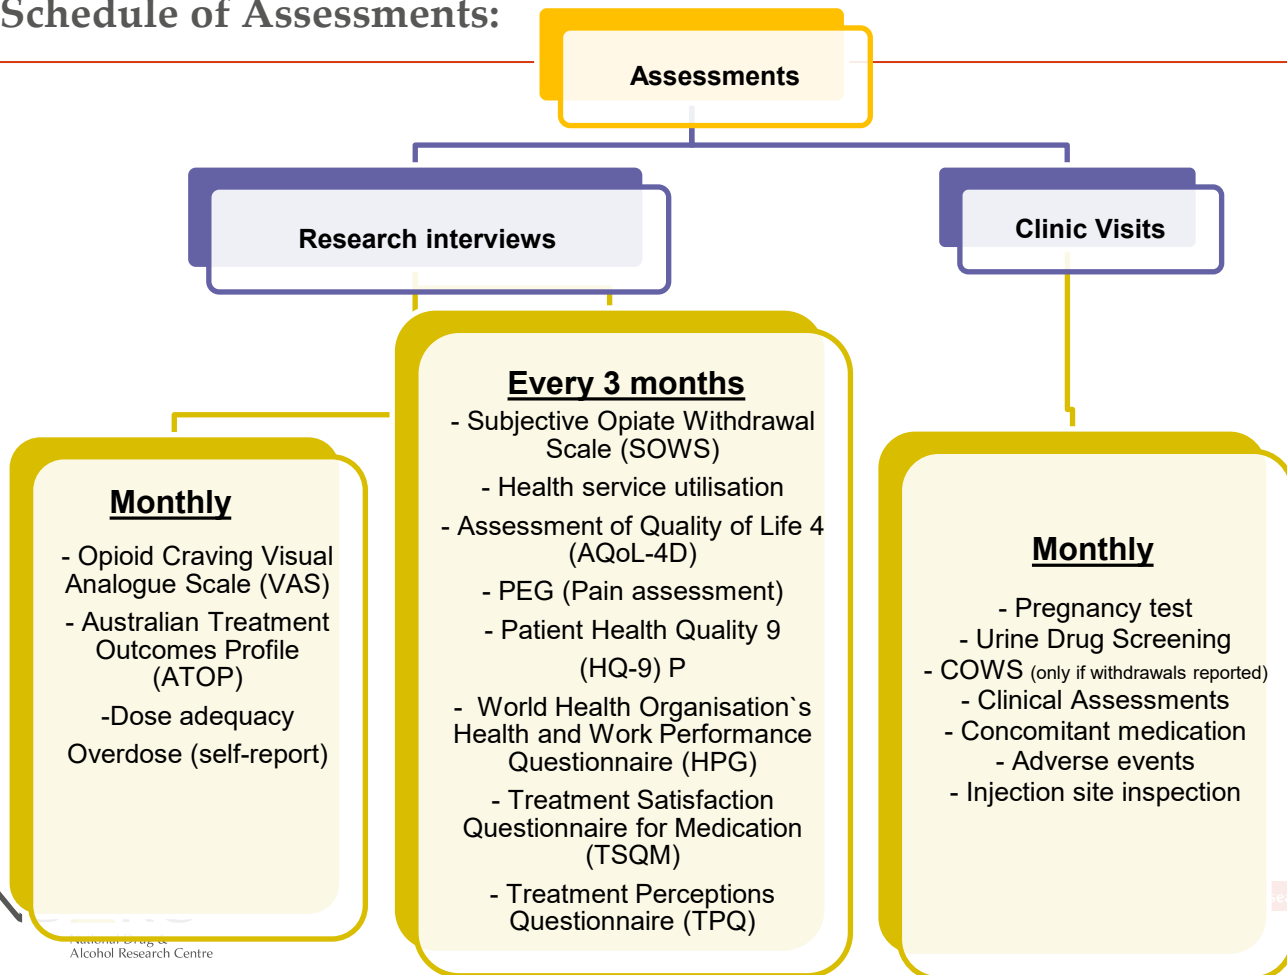 Schedule of Assessments:
Assessments
Research interviews
Clinic Visits
Monthly
- Opioid Craving Visual
Analogue Scale (VAS)
- Australian Treatment
Outcomes Profile
(ATOP)
-Dose adequacy
Overdose (self-report)
Every 3 months
- Subjective Opiate Withdrawal
Scale (SOWS)
- Health service utilisation
- Assessment of Quality of Life 4
(AQoL-4D)
- PEG (Pain assessment)
- Patient Health Quality 9
(HQ-9) P
- World Health Organisation`s
Health and Work Performance
Questionnaire (HPG)
- Treatment Satisfaction
Questionnaire for Medication
(TSQM)
- Treatment Perceptions
Questionnaire (TPQ)
Monthly
- Pregnancy test
- Urine Drug Screening
- COWS (only if withdrawals reported)
- Clinical Assessments
- Concomitant medication
- Adverse events
- Injection site inspection
National Drug &
Alcohol Research Centre